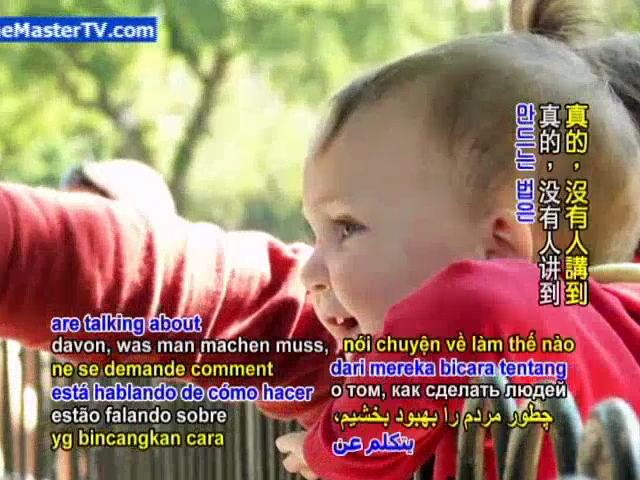 eMasterTV.com
真的，沒有人講到
真的，没有人讲到
만드는 법은
are talking about
davon, was man machen muss,
ne se demande comment
está hablando de cómo hacer
estão falando sobre
yg bincangkan cara
nói chuyện về làm thế nào
dari mereka bicara tentang
о том, как сделать людей
چطور مردم را بهبود بخشیم،
يتكلم عن